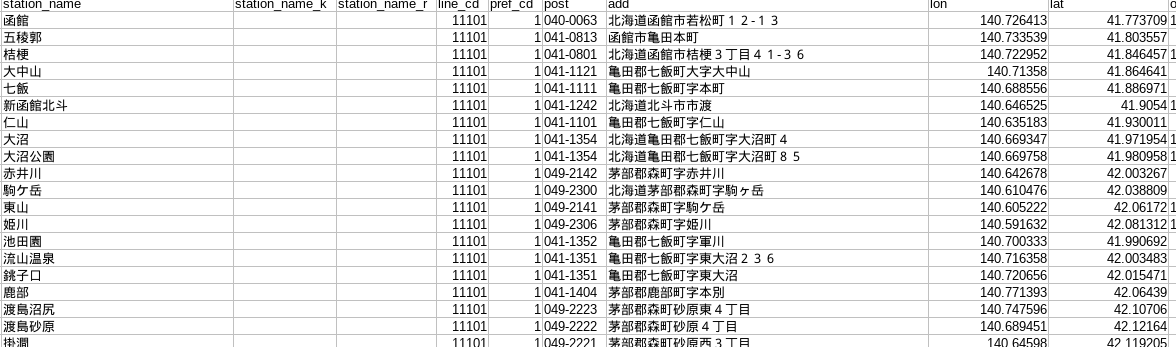 station_name station_name_k station_name_r line_cd pref_cd post add lon lat
函館 11101 1 040-0063 北海道函館市若松町１２-１３ 140.726413 41.773709
五稜郭 11101 1 041-0813 函館市亀田本町 140.733539 41.803557
桔梗 11101 1 041-0801 北海道函館市桔梗３丁目４１-３６ 140.722952 41.846457
大中山 11101 1 041-1121 亀田郡七飯町大字大中山 140.71358 41.864641
七飯 11101 1 041-1111 亀田郡七飯町字本町 140.688556 41.886971
新函館北斗 11101 1 041-1242 北海道北斗市市渡 140.646525 41.9054
仁山 11101 1 041-1101 亀田郡七飯町字仁山 140.635183 41.930011
大沼 11101 1 041-1354 北海道亀田郡七飯町字大沼町４ 140.669347 41.971954
大沼公園 11101 1 041-1354 北海道亀田郡七飯町字大沼町８５ 140.669758 41.980958
赤井川 11101 1 049-2142 茅部郡森町字赤井川 140.642678 42.003267
駒ケ岳 11101 1 049-2300 北海道茅部郡森町字駒ヶ岳 140.610476 42.038809
東山 11101 1 049-2141 茅部郡森町字駒ケ岳 140.605222 42.06172
姫川 11101 1 049-2306 茅部郡森町字姫川 140.591632 42.081312
池田園 11101 1 041-1352 亀田郡七飯町字軍川 140.700333 41.990692
流山温泉 11101 1 041-1351 亀田郡七飯町字東大沼２３６ 140.716358 42.003483
銚子口 11101 1 041-1351 亀田郡七飯町字東大沼 140.720656 42.015471
鹿部 11101 1 041-1404 茅部郡鹿部町字本別 140.771393 42.06439
渡島沼尻 11101 1 049-2223 茅部郡森町砂原東４丁目 140.747596 42.10706
渡島砂原 11101 1 049-2222 茅部郡森町砂原４丁目 140.689451 42.12164
掛澗 11101 1 049-2221 茅部郡森町砂原西３丁目 140.64598 42.119205